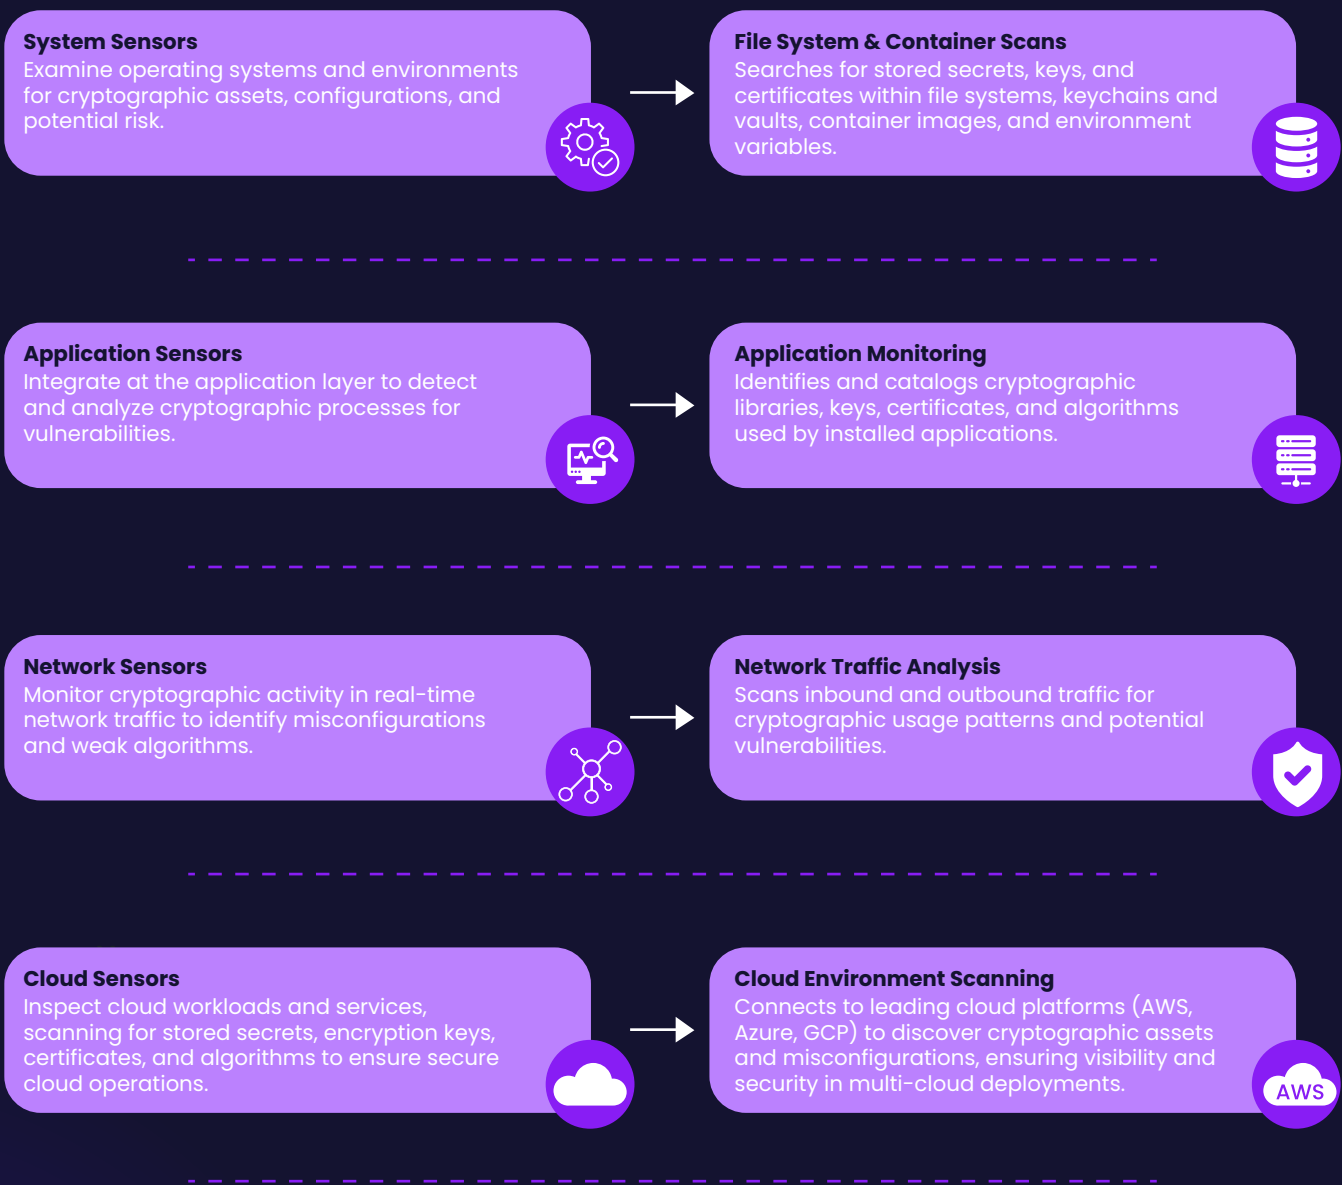 System Sensors
Examine operating systems and environments
for cryptographic assets, configurations, and
potential risk.
File System & Container Scans
Searches for stored secrets, keys, and
certificates within file systems, keychains and
vaults, container images, and environment
variables.
Application Sensors
Integrate at the application layer to detect
and analyze cryptographic processes for
vulnerabilities.
Application Monitoring
Identifies and catalogs cryptographic
libraries, keys, certificates, and algorithms
used by installed applications.
Network Sensors
Monitor cryptographic activity in real-time
network traffic to identify misconfigurations
and weak algorithms.
Network Traffic Analysis
Scans inbound and outbound traffic for
cryptographic usage patterns and potential
vulnerabilities.
Cloud Sensors
Inspect cloud workloads and services,
scanning for stored secrets, encryption keys,
certificates, and algorithms to ensure secure
cloud operations.
Cloud Environment Scanning
Connects to leading cloud platforms (AWS,
Azure, GCP) to discover cryptographic assets
and misconfigurations, ensuring visibility and
security in multi-cloud deployments.
AWS